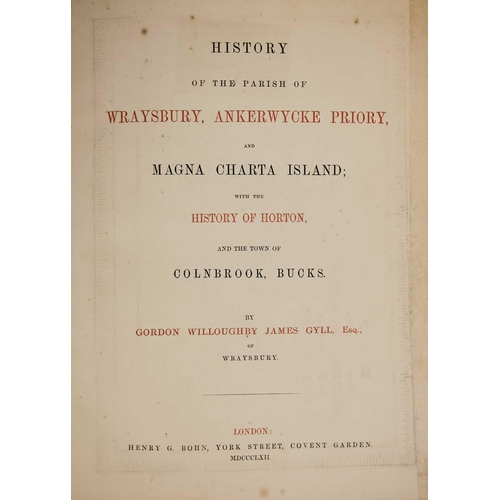 HISTORY
OF THE PARISH OF
WRAYSBURY, ANKERWYCKE PRIORY,
AND
MAGNA CHARTA ISLAND;
WITH THE
HISTORY OF HORTON,
AND THE TOWN OF
COLNBROOK, BUCKS.
BY
GORDON WILLOUGHBY JAMES GYLL, Esq.,
OF
WRAYSBURY.
LONDON:
HENRY G. BOHN, YORK STREET, COVENT GARDEN.
MDCCCLXII.